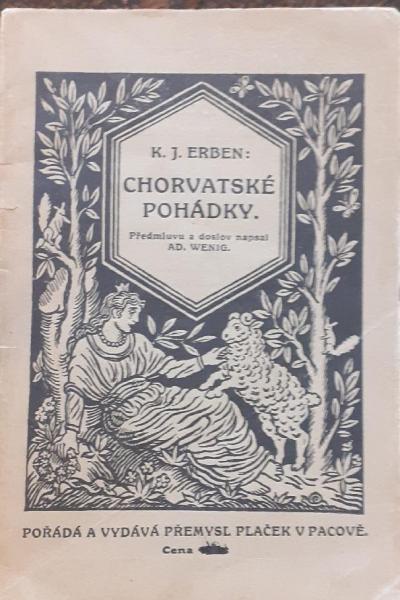 K. J. ERBEN:
CHORVATSKÉ
POHÁDKY.
Předmluvu a doslov napsal
AD. WENIG.
POŘÁDÁ A VYDÁVÁ PŘEMYSL PLAČEK V PACOVĚ.
Cena